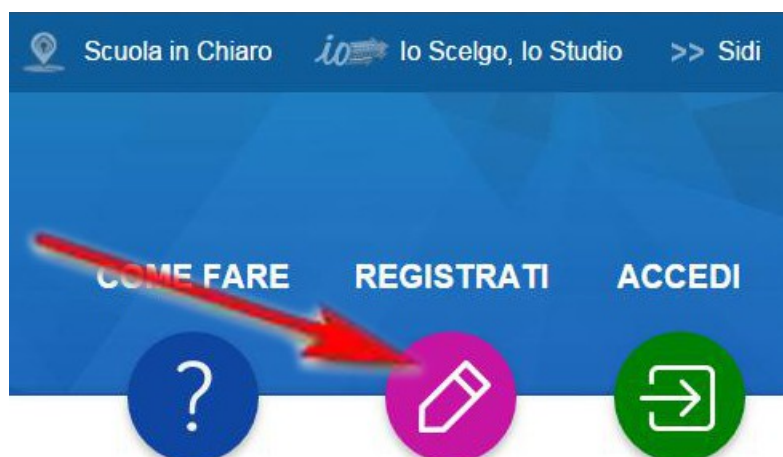 Scuola in Chiaro io Io Scelgo, Io Studio >> Sidi
COME FARE REGISTRATI ACCEDI
?